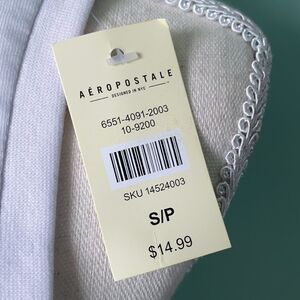 AÉROPOSTALE
DESIGNED IN NYC
6551-4091-2003
10-9200
SKU 14524003
S/P
$14.99